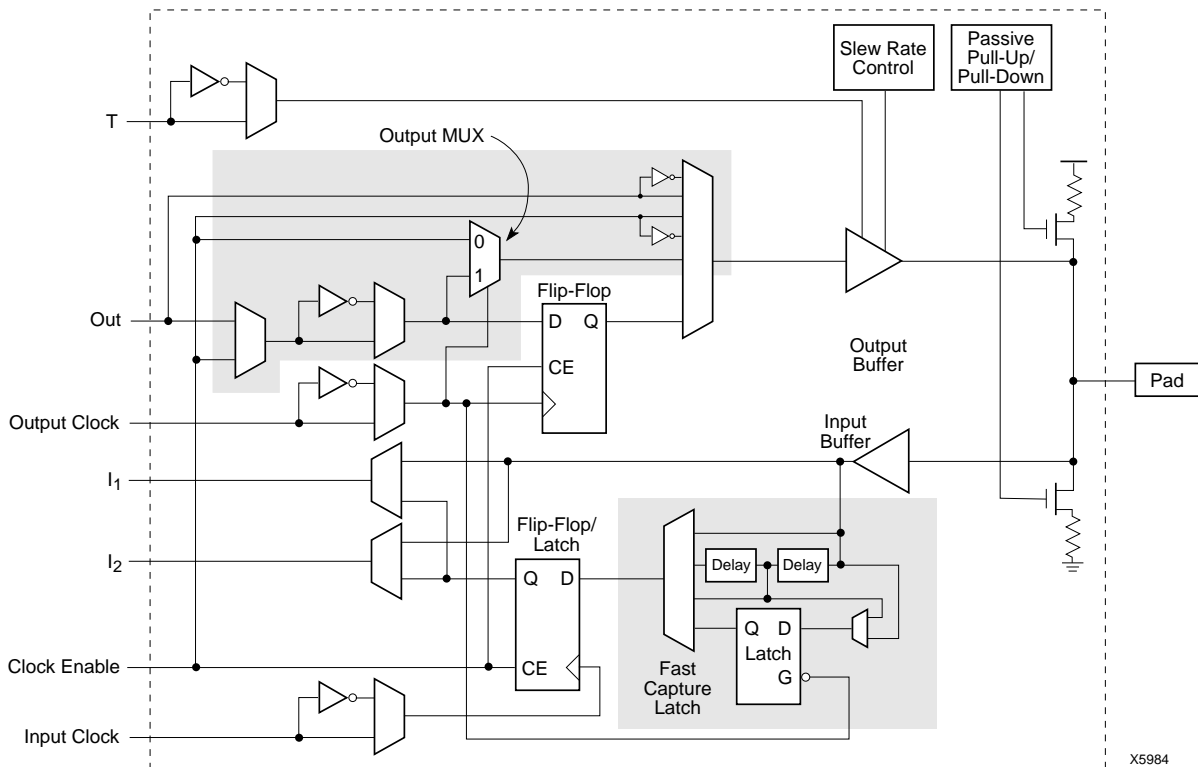 Slew Rate
Control
Passive
Pull-Up/
Pull-Down
T
Output MUX
0
1
Flip-Flop
D Q
CE
Out
Output
Buffer
Pad
Output Clock
Input
Buffer
I1
Flip-Flop/
Latch
I2
Delay
Delay
Q D
Q D
Latch
G
Clock Enable
CE
Fast
Capture
Latch
Input Clock
X5984